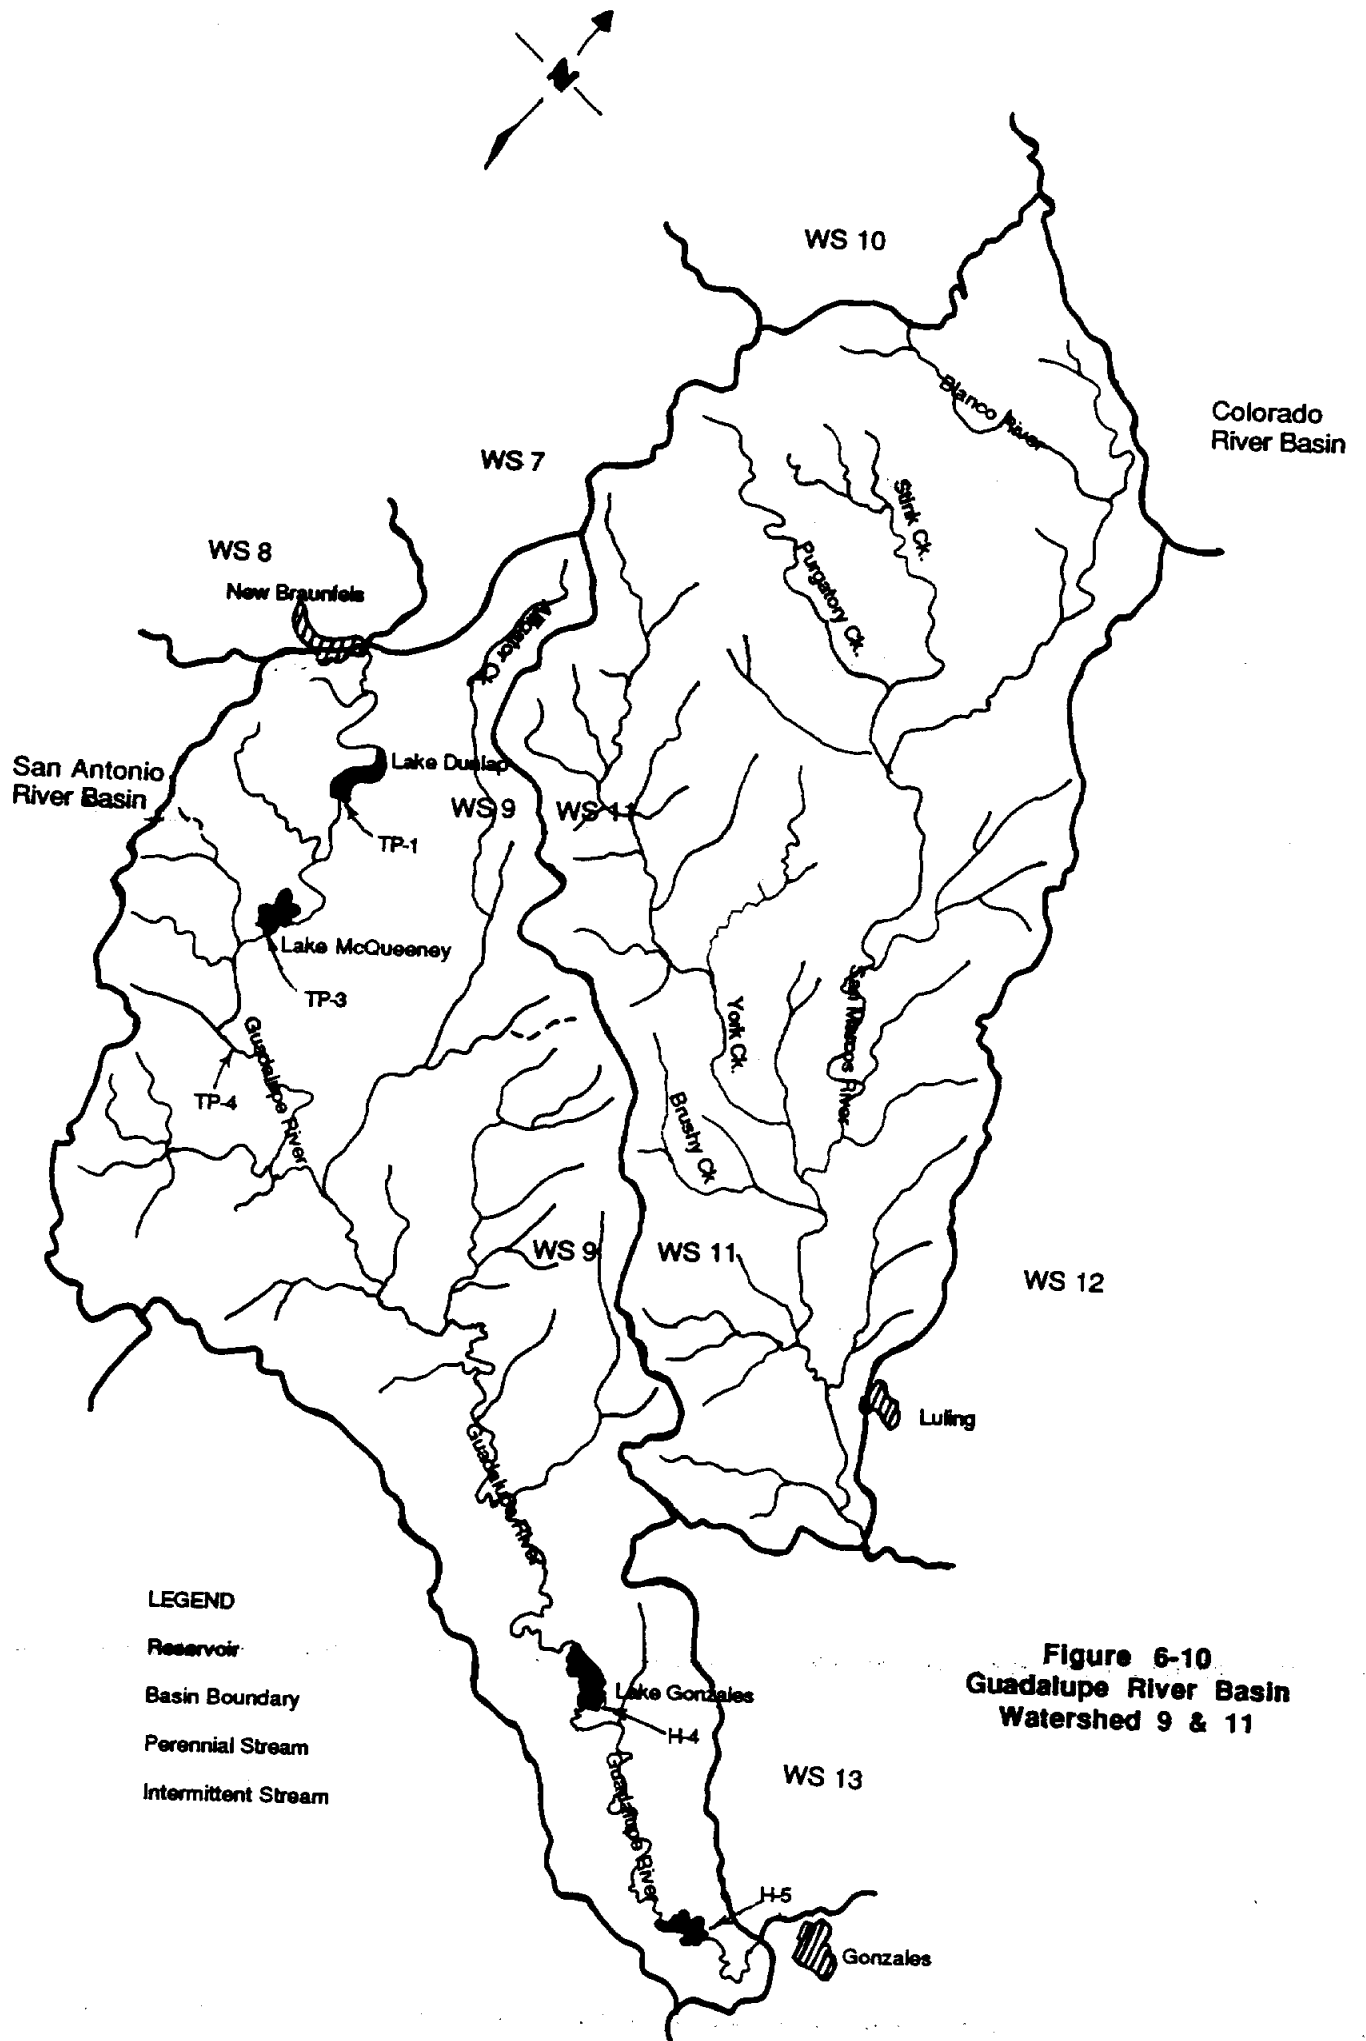 N
WS 10
Colorado
River Basin
Blanco River
WS 7
Stink Ck.
WS 8
New Braunfels
Purgatory Ck.
Alligator Ck.
San Antonio
River Basin
Lake Dunlap
WS 9
WS 11
TP-1
Lake McQueeney
TP-3
San Marcos River
York Ck.
Guadalupe River
TP-4
Brushy Ck
WS 9
WS 11
WS 12
Luling
Guadalupe River
LEGEND
Reservoir
Basin Boundary
Perennial Stream
Intermittent Stream
Figure 6-10
Guadalupe River Basin
Watershed 9 & 11
Lake Gonzales
H-4
WS 13
Guadalupe River
H-5
Gonzales